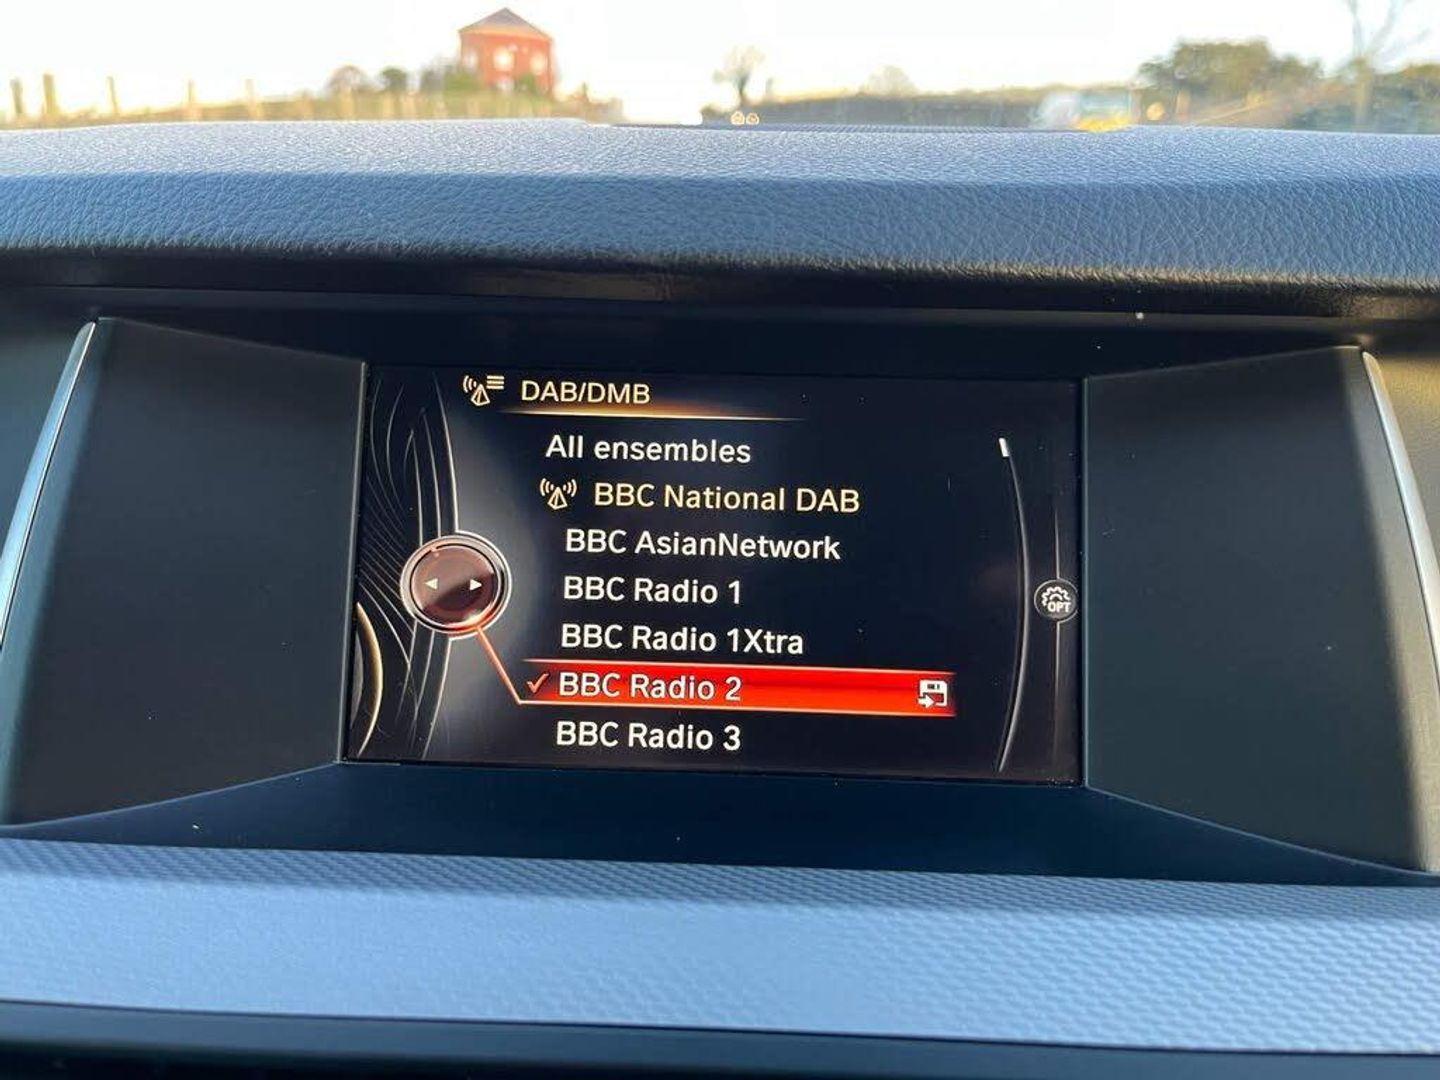 DAB/DMB
All ensembles
BBC National DAB
BBC AsianNetwork
BBC Radio 1
BBC Radio 1Xtra
BBC Radio 2
BBC Radio 3
OPT